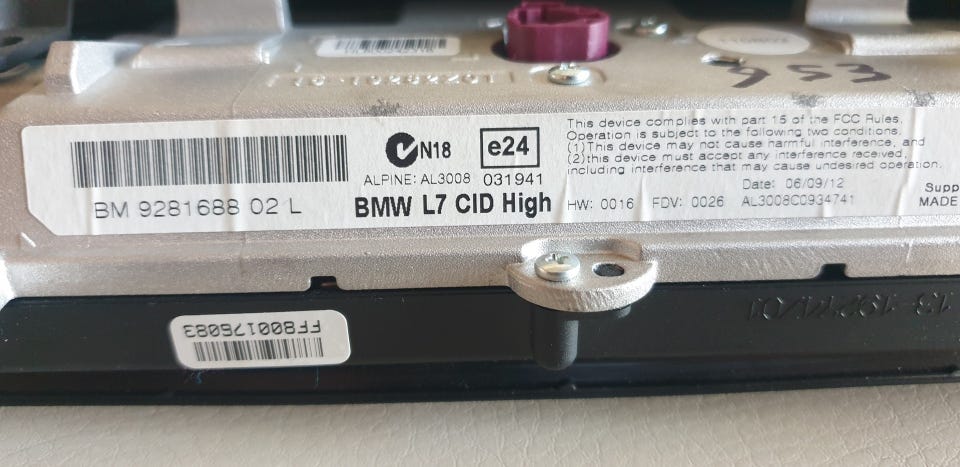 953
BM 9281688 02 L
N18
e24
ALPINE: AL3008 031941
BMW L7 CID High
This device complies with part 15 of the FCC Rules.
Operation is subject to the following two conditions.
(1)This device may not cause harmful interference, and
(2)this device must accept any interference received,
including interference that may cause undesired operation.
Date: 06/09/12
HW: 0016 FDV: 0026 AL3008C0934741
Supp
MADE
FF800175083